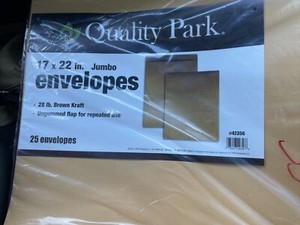 Quality Park®
17 x 22 in. Jumbo
envelopes
• 28 lb. Brown Kraft
• Ungummed flap for repeated use
25 envelopes
#42356